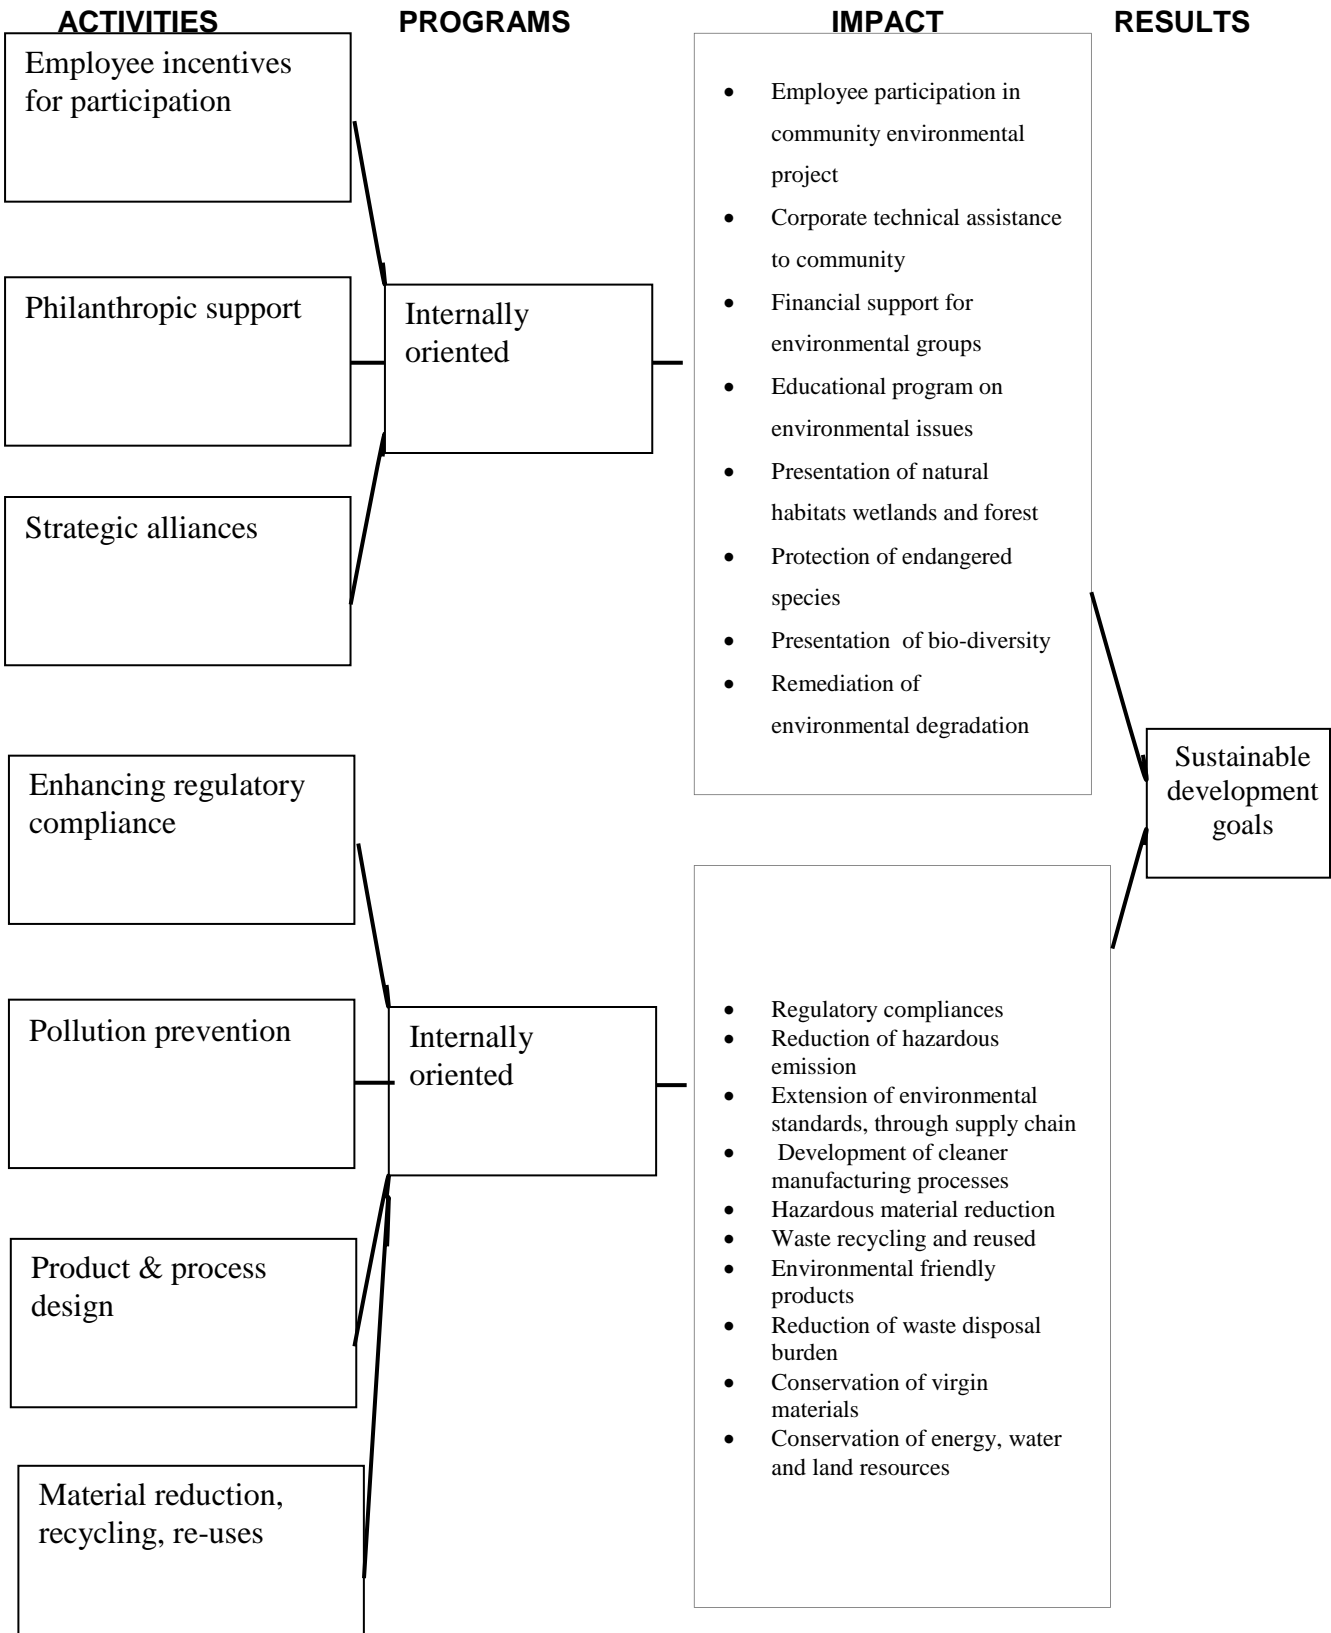 ACTIVITIES PROGRAMS IMPACT RESULTS
Employee incentives
for participation
Philanthropic support
Strategic alliances
Internally
oriented
• Employee participation in
community environmental
project
• Corporate technical assistance
to community
• Financial support for
environmental groups
• Educational program on
environmental issues
• Presentation of natural
habitats wetlands and forest
• Protection of endangered
species
• Presentation of bio-diversity
• Remediation of
environmental degradation
Sustainable
development
goals
Enhancing regulatory
compliance
Pollution prevention
Product & process
design
Material reduction,
recycling, re-uses
Internally
oriented
• Regulatory compliances
• Reduction of hazardous
emission
• Extension of environmental
standards, through supply chain
• Development of cleaner
manufacturing processes
• Hazardous material reduction
• Waste recycling and reused
• Environmental friendly
products
• Reduction of waste disposal
burden
• Conservation of virgin
materials
• Conservation of energy, water
and land resources